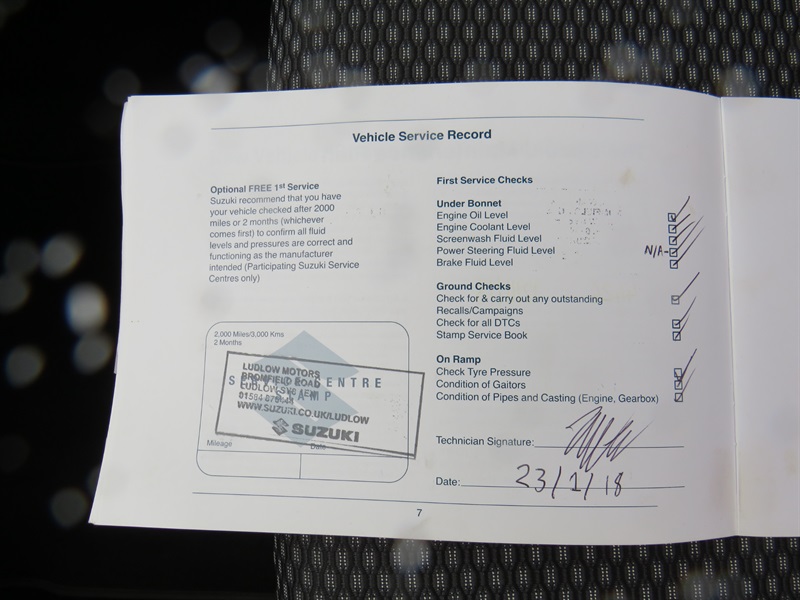 Vehicle Service Record
Optional FREE 1st Service
Suzuki recommend that you have
your vehicle checked after 2000
miles or 2 months (whichever
comes first) to confirm all fluid
levels and pressures are correct and
functioning as the manufacturer
intended (Participating Suzuki Service
Centres only)
2,000 Miles/3,000 Kms
2 Months
LUDLOW MOTORS
BROMFIELD ROAD
WWW.SUZUKI.CO.UK/LUDLOW
SUZUKI
Mileage
Date
First Service Checks
Under Bonnet
Engine Oil Level
Engine Coolant Level
Screenwash Fluid Level
Power Steering Fluid Level N/A-
Brake Fluid Level
Ground Checks
Check for & carry out any outstanding
Recalls/Campaigns
Check for all DTCs
Stamp Service Book
On Ramp
Check Tyre Pressure
Condition of Gaitors
Condition of Pipes and Casting (Engine, Gearbox)
Technician Signature:
Date: 23/1/18
7